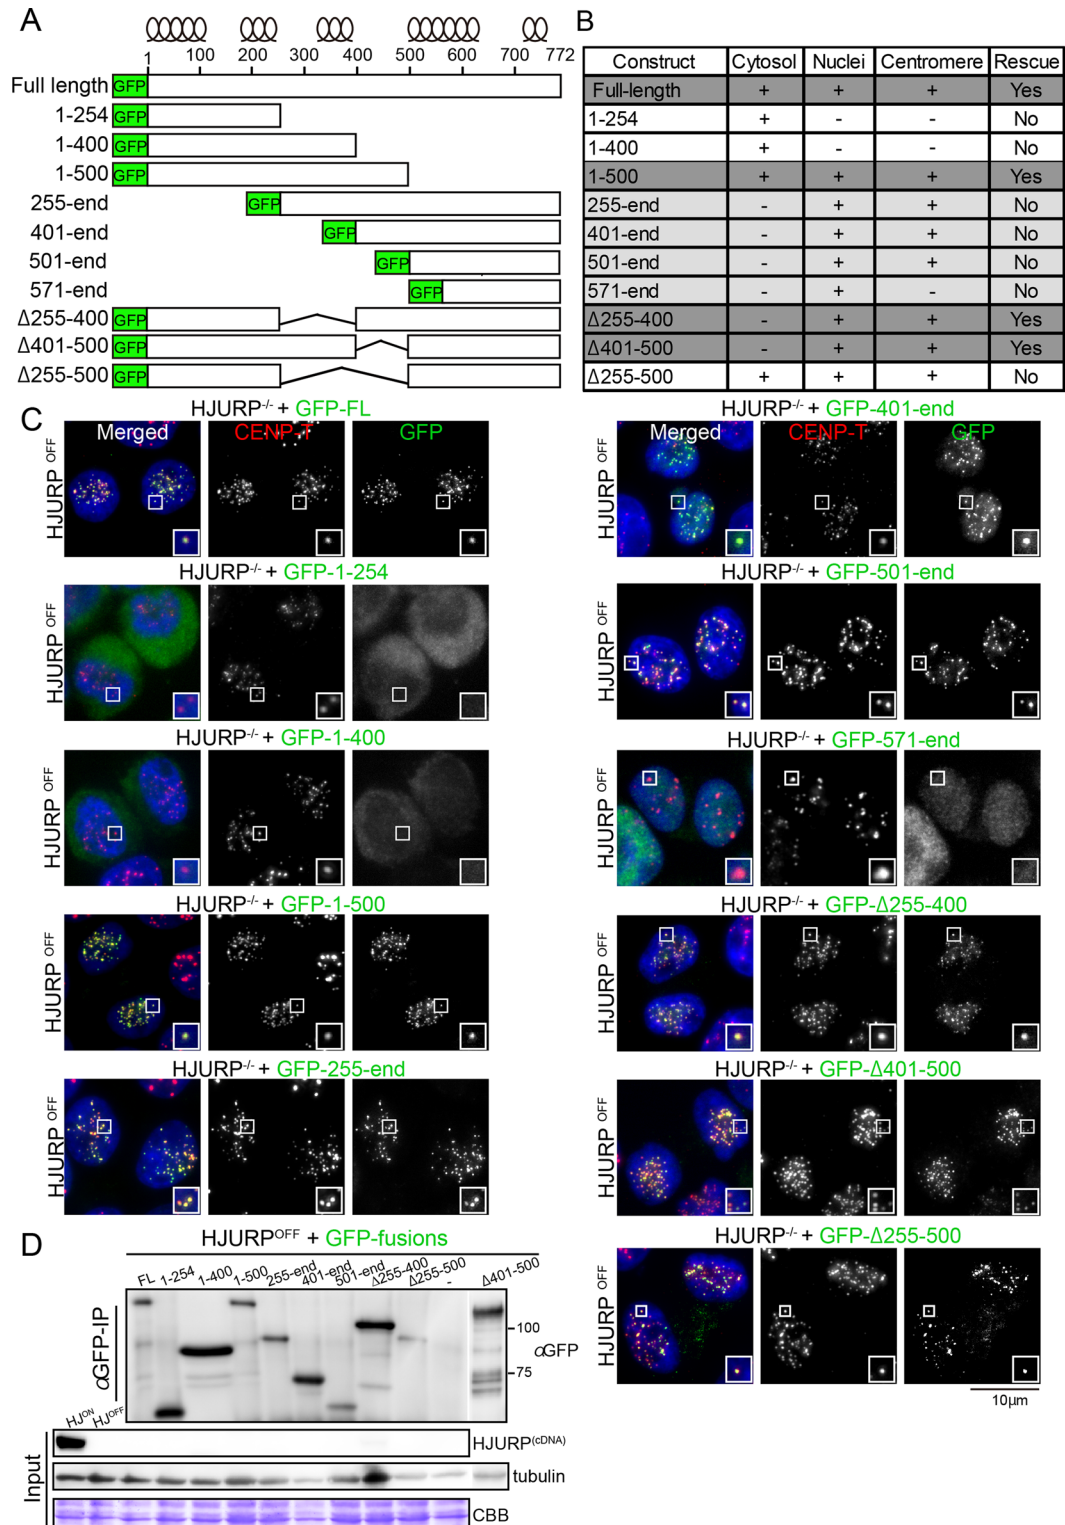 A
1 100 200 300 400 500 600 700 772
Full length GFP
1-254 GFP
1-400 GFP
1-500 GFP
255-end GFP
401-end GFP
501-end GFP
571-end GFP
Δ255-400 GFP
Δ401-500 GFP
Δ255-500 GFP
B
Construct Cytosol Nuclei Centromere Rescue
Full-length + + + Yes
1-254 + - - No
1-400 + - - No
1-500 + + + Yes
255-end - + + No
401-end - + + No
501-end - + + No
571-end - + - No
Δ255-400 - + + Yes
Δ401-500 - + + Yes
Δ255-500 + + + No
C
HJURP-/- + GFP-FL
Merged CENP-T GFP
HJURP OFF
HJURP-/- + GFP-1-254
HJURP OFF
HJURP-/- + GFP-1-400
HJURP OFF
HJURP-/- + GFP-1-500
HJURP OFF
HJURP-/- + GFP-255-end
HJURP OFF
HJURP-/- + GFP-401-end
Merged CENP-T GFP
HJURP OFF
HJURP-/- + GFP-501-end
HJURP OFF
HJURP-/- + GFP-571-end
HJURP OFF
HJURP-/- + GFP-Δ255-400
HJURP OFF
HJURP-/- + GFP-Δ401-500
HJURP OFF
HJURP-/- + GFP-Δ255-500
HJURP OFF
10µm
D
HJURPOFF + GFP-fusions
FL 1-254 1-400 1-500 255-end 401-end 501-end Δ255-400 Δ255-500 - Δ401-500
αGFP-IP
100
αGFP
75
HJON HJOFF
HJURP(cDNA)
Input
tubulin
CBB